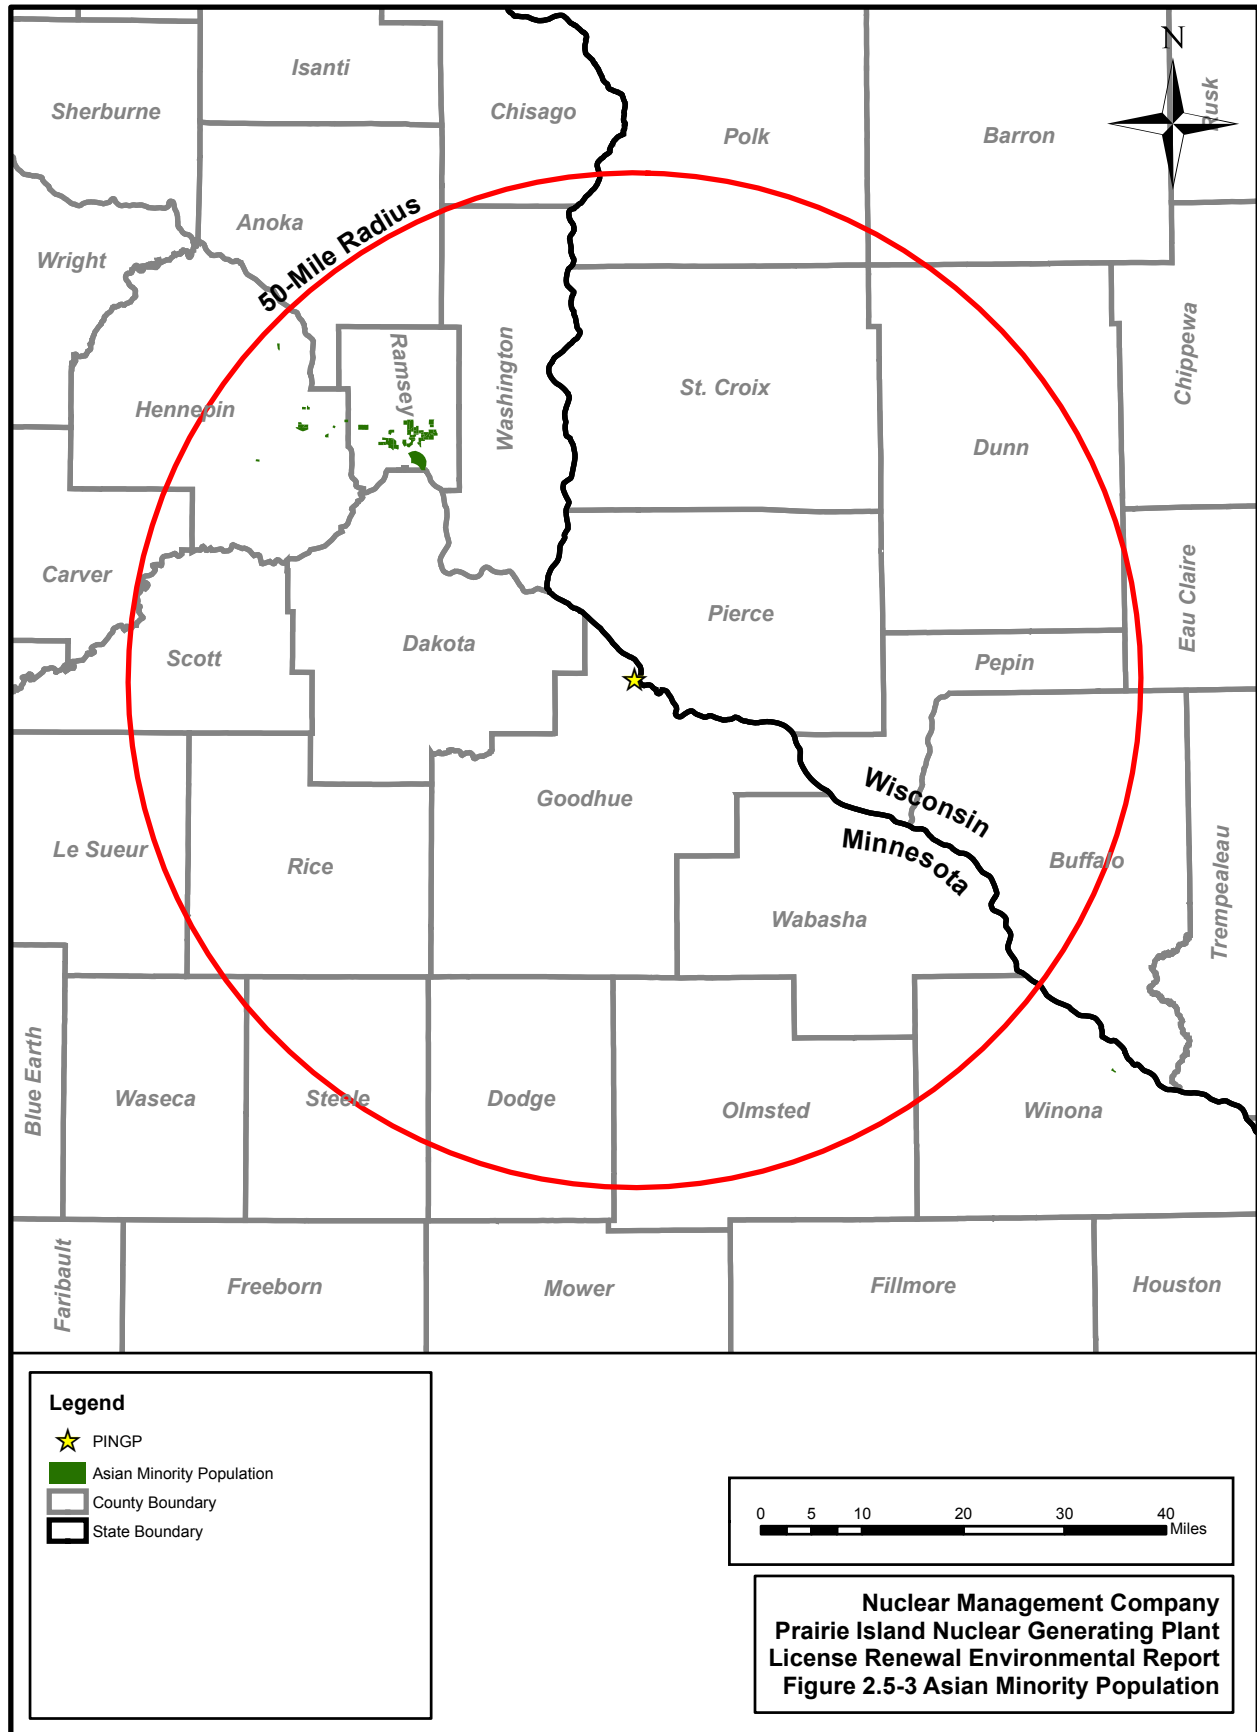 N
Isanti
Sherburne
Chisago
Polk
Barron
Rusk
Anoka
50-Mile Radius
Wright
Ramsey
Washington
Chippewa
St. Croix
Hennepin
Dunn
Carver
Eau Claire
Pierce
Dakota
Scott
Pepin
Goodhue
Wisconsin
Minnesota
Le Sueur
Rice
Buffalo
Trempealeau
Wabasha
Blue Earth
Waseca
Steele
Dodge
Olmsted
Winona
Faribault
Freeborn
Mower
Fillmore
Houston
Legend
PINGP
Asian Minority Population
County Boundary
State Boundary
0 5 10 20 30 40
Miles
Nuclear Management Company
Prairie Island Nuclear Generating Plant
License Renewal Environmental Report
Figure 2.5-3 Asian Minority Population